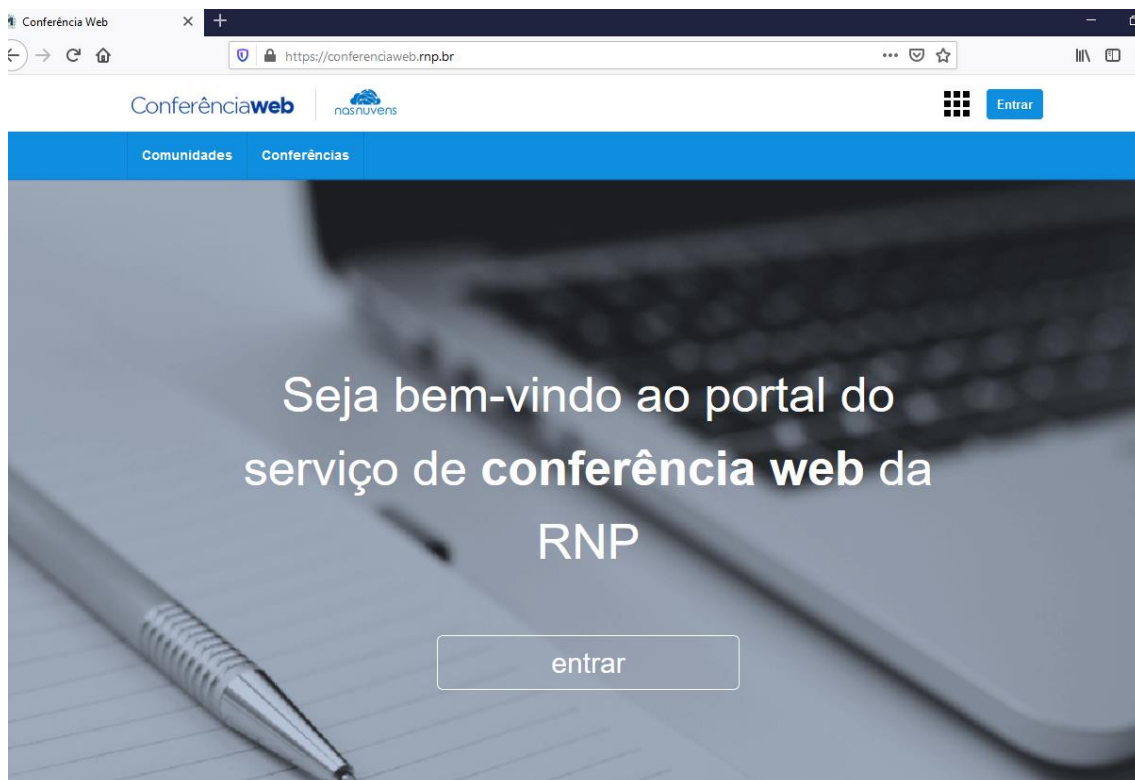 Conferência Web
https://conferenciaweb.rnp.br
Conferênciaweb
nasnuvens
Entrar
Comunidades Conferências
Seja bem-vindo ao portal do
serviço de conferência web da
RNP
entrar